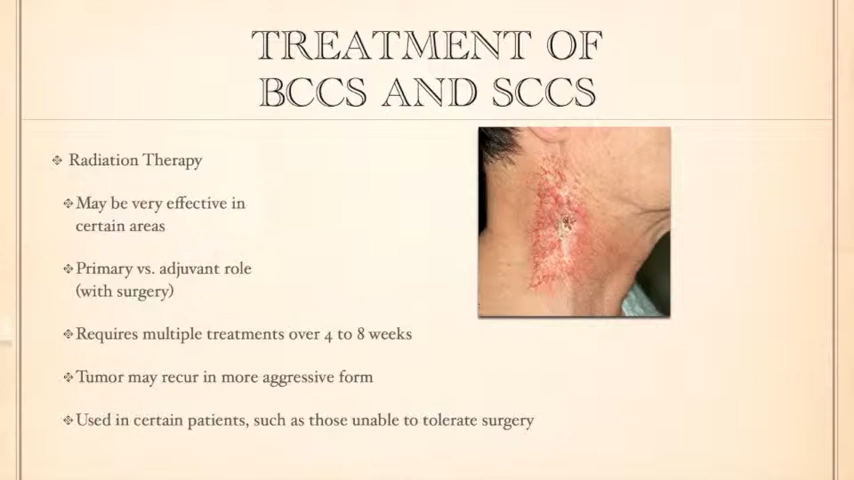 TREATMENT OF
BCCS AND SCCS
Radiation Therapy
May be very effective in
certain areas
Primary vs. adjuvant role
(with surgery)
Requires multiple treatments over 4 to 8 weeks
Tumor may recur in more aggressive form
Used in certain patients, such as those unable to tolerate surgery